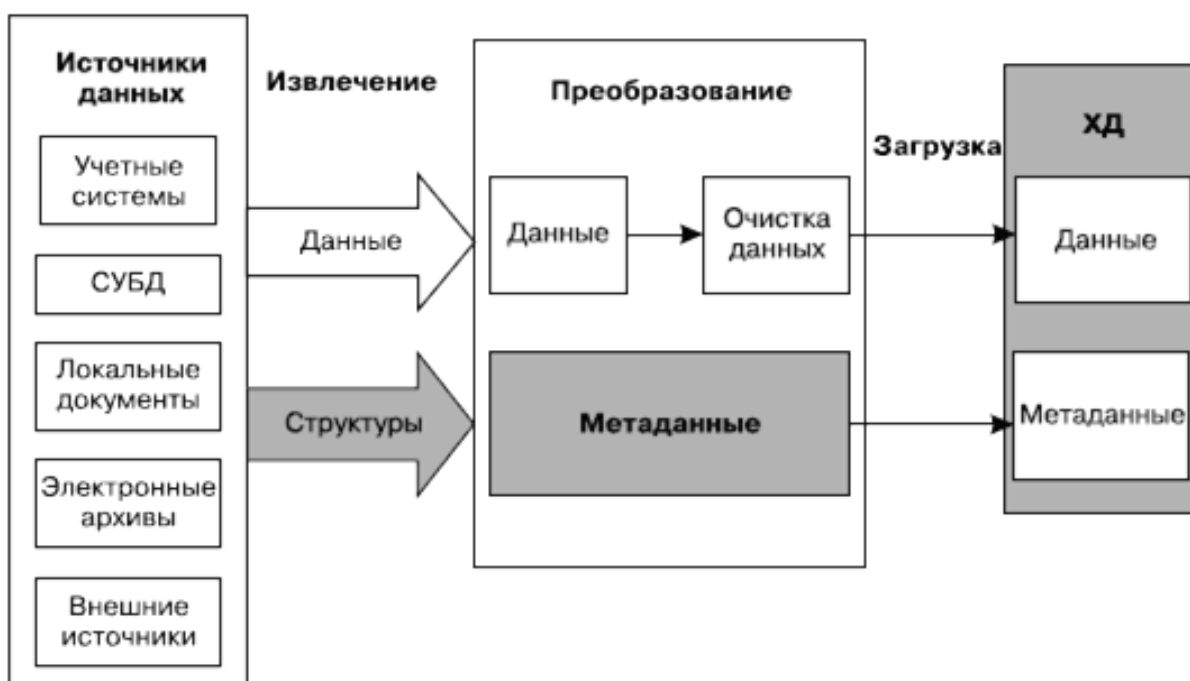 Источники
данных
Учетные
системы
СУБД
Локальные
документы
Электронные
архивы
Внешние
источники
Извлечение
Данные
Структуры
Преобразование
Данные
Очистка
данных
Метаданные
Загрузка
ХД
Данные
Метаданные